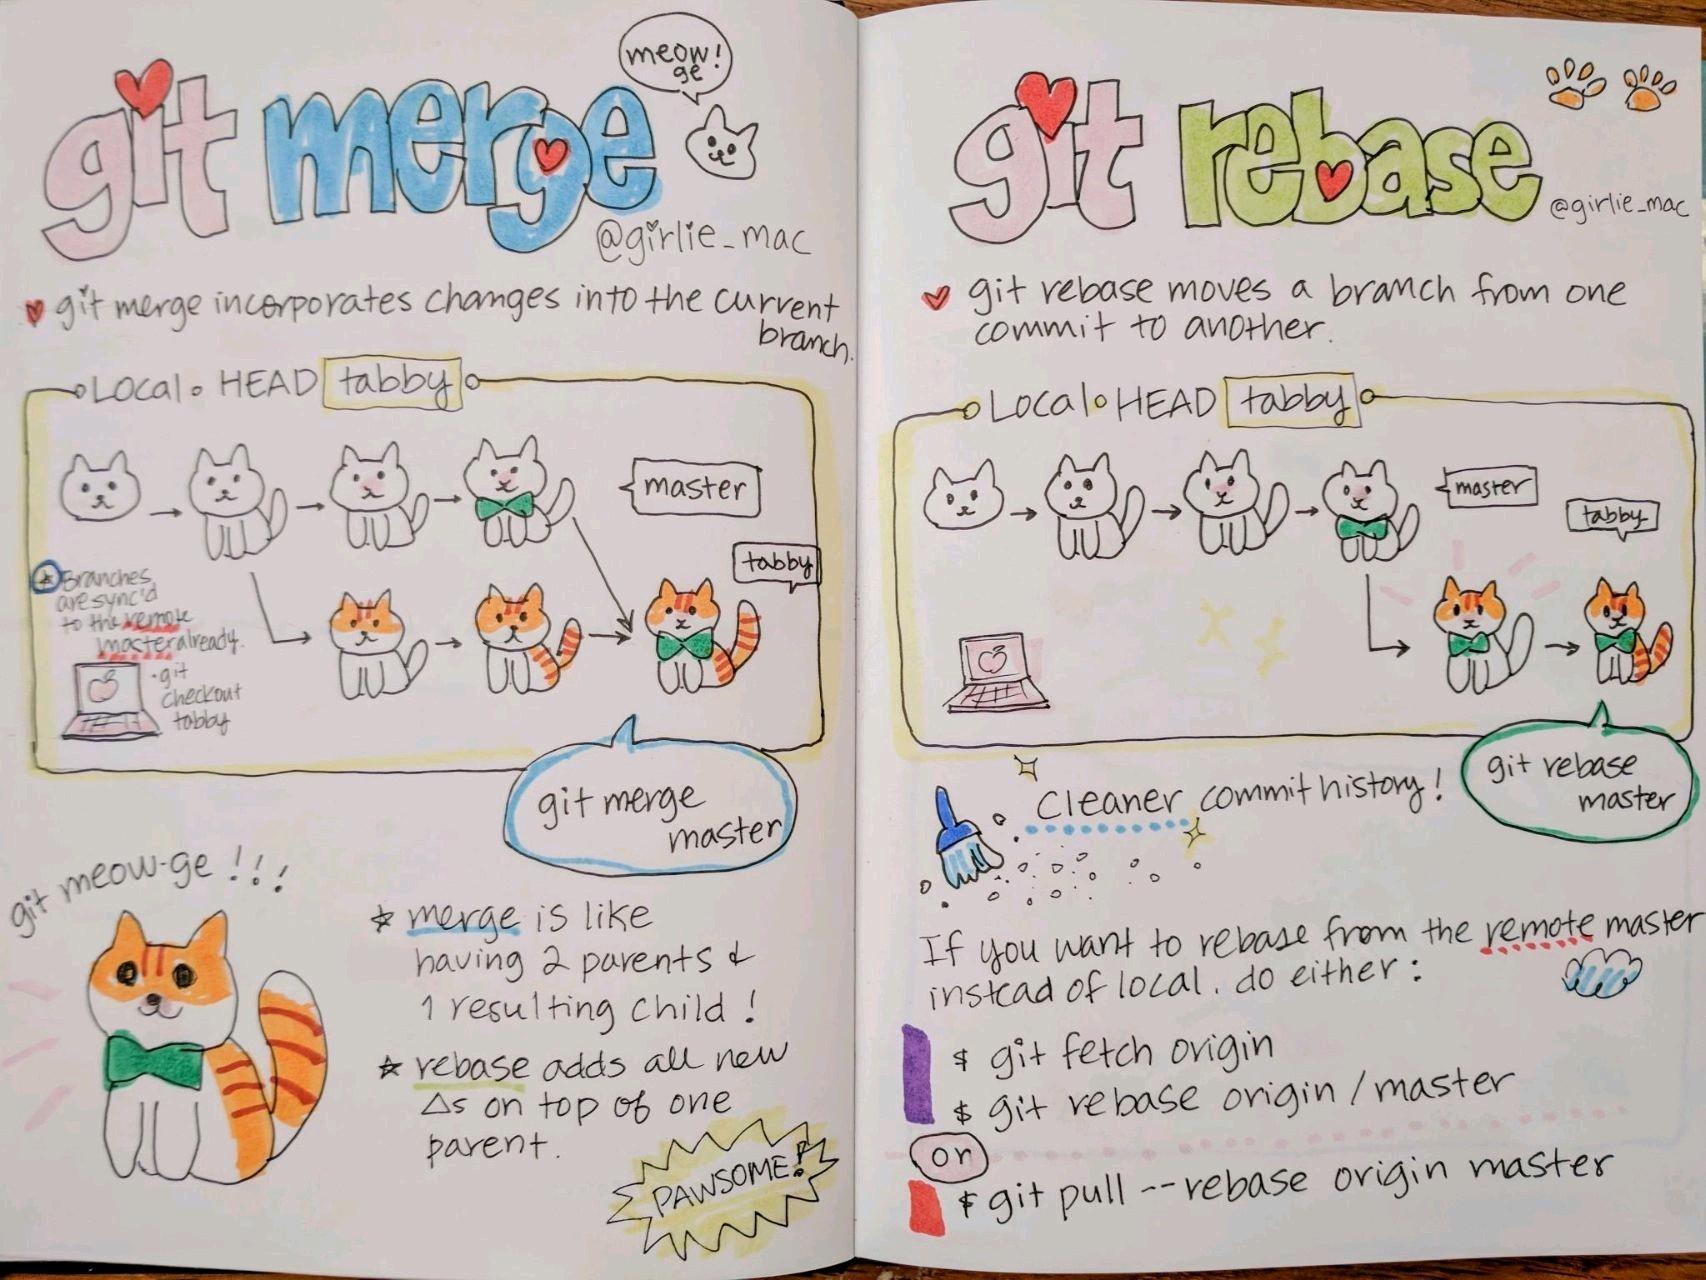 git merge
meow!
ge
@girlie_mac
git merge incorporates changes into the current
branch.
Local. HEAD tabby
master
tabby
* Branches
are sync'd
to the remote
master already.
• git
checkout
tabby
git merge
master
git meow-ge!!!
* merge is like
having 2 parents &
1 resulting child!
* rebase adds all new
Δs on top of one
parent.
PAWSOME!
git rebase
@girlie_mac
git rebase moves a branch from one
commit to another.
Local HEAD tabby
master
tabby
git rebase
master
Cleaner commit history!
If you want to rebase from the remote master
instead of local. do either:
$ git fetch origin
$ git rebase origin/master
or
$ git pull --rebase origin master